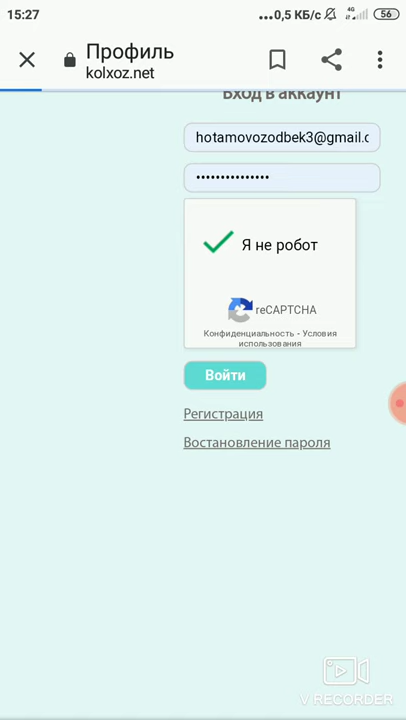 15:27
...0,5 КБ/с
4G
56
Профиль
kolxoz.net
Вход в аккаунт
hotamovozodbek3@gmail.c
•••••••••••••••
Я не робот
reCAPTCHA
Конфиденциальность - Условия
использования
Войти
Регистрация
Востановление пароля
V RECORDER